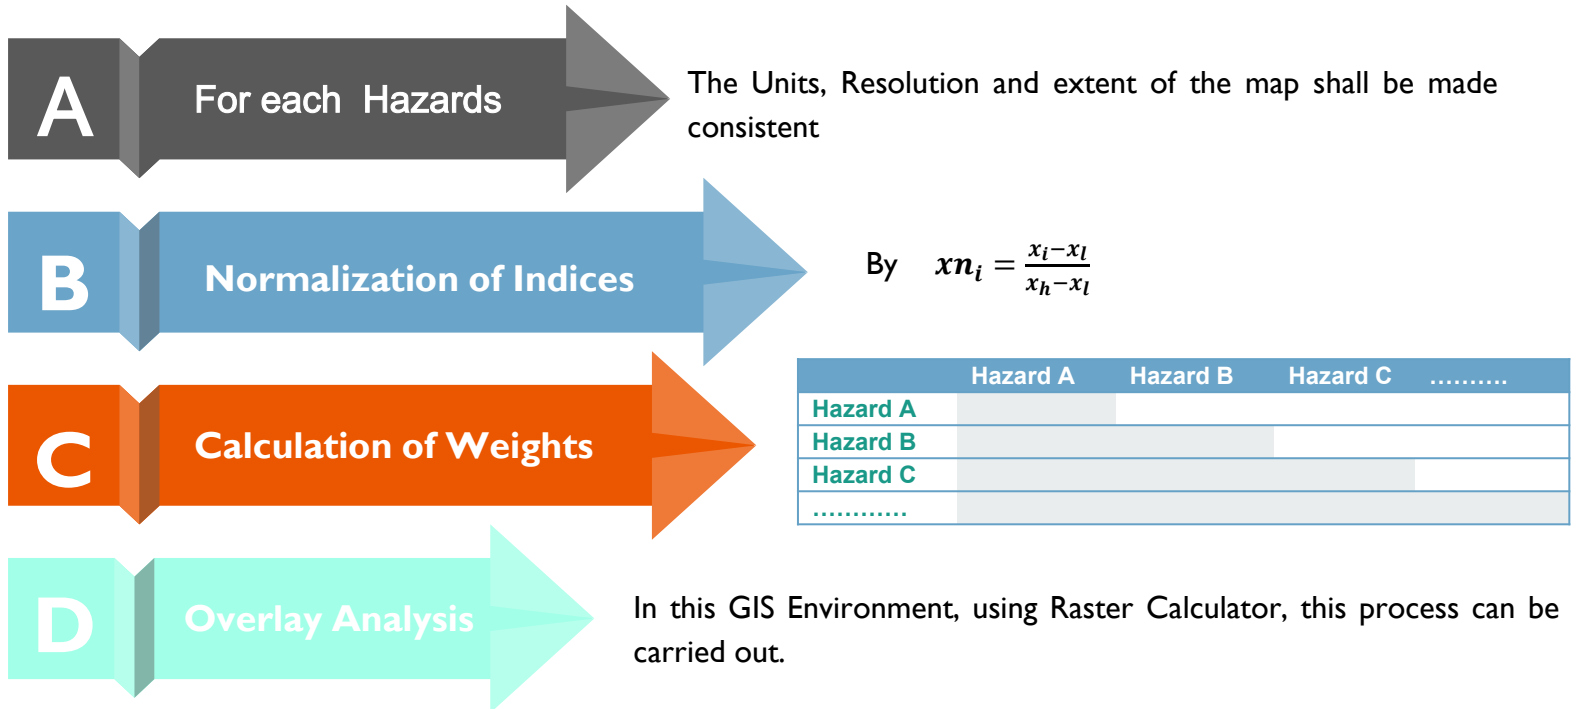 A
For each Hazards
The Units, Resolution and extent of the map shall be made
consistent
B
Normalization of Indices
By xn_i = \frac{x_i - x_l}{x_h - x_l}
C
Calculation of Weights
Hazard A Hazard B Hazard C ..........
Hazard A
Hazard B
Hazard C
............
D
Overlay Analysis
In this GIS Environment, using Raster Calculator, this process can be
carried out.